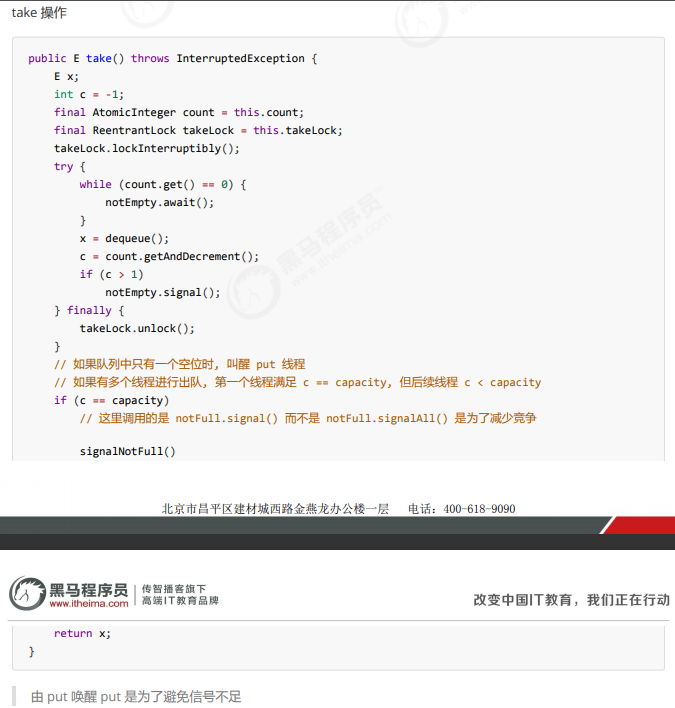 take 操作
public E take() throws InterruptedException {
    E x;
    int c = -1;
    final AtomicInteger count = this.count;
    final ReentrantLock takeLock = this.takeLock;
    takeLock.lockInterruptibly();
    try {
        while (count.get() == 0) {
            notEmpty.await();
        }
        x = dequeue();
        c = count.getAndDecrement();
        if (c > 1)
            notEmpty.signal();
    } finally {
        takeLock.unlock();
    }
    // 如果队列中只有一个空位时, 叫醒 put 线程
    // 如果有多个线程进行出队, 第一个线程满足 c == capacity, 但后续线程 c < capacity
    if (c == capacity)
        // 这里调用的是 notFull.signal() 而不是 notFull.signalAll() 是为了减少竞争
        signalNotFull()
黑马程序员
www.itheima.com
北京市昌平区建材城西路金燕龙办公楼一层 电话：400-618-9090
黑马程序员
www.itheima.com
传智播客旗下
高端IT教育品牌
改变中国IT教育，我们正在行动
    return x;
}
由 put 唤醒 put 是为了避免信号不足